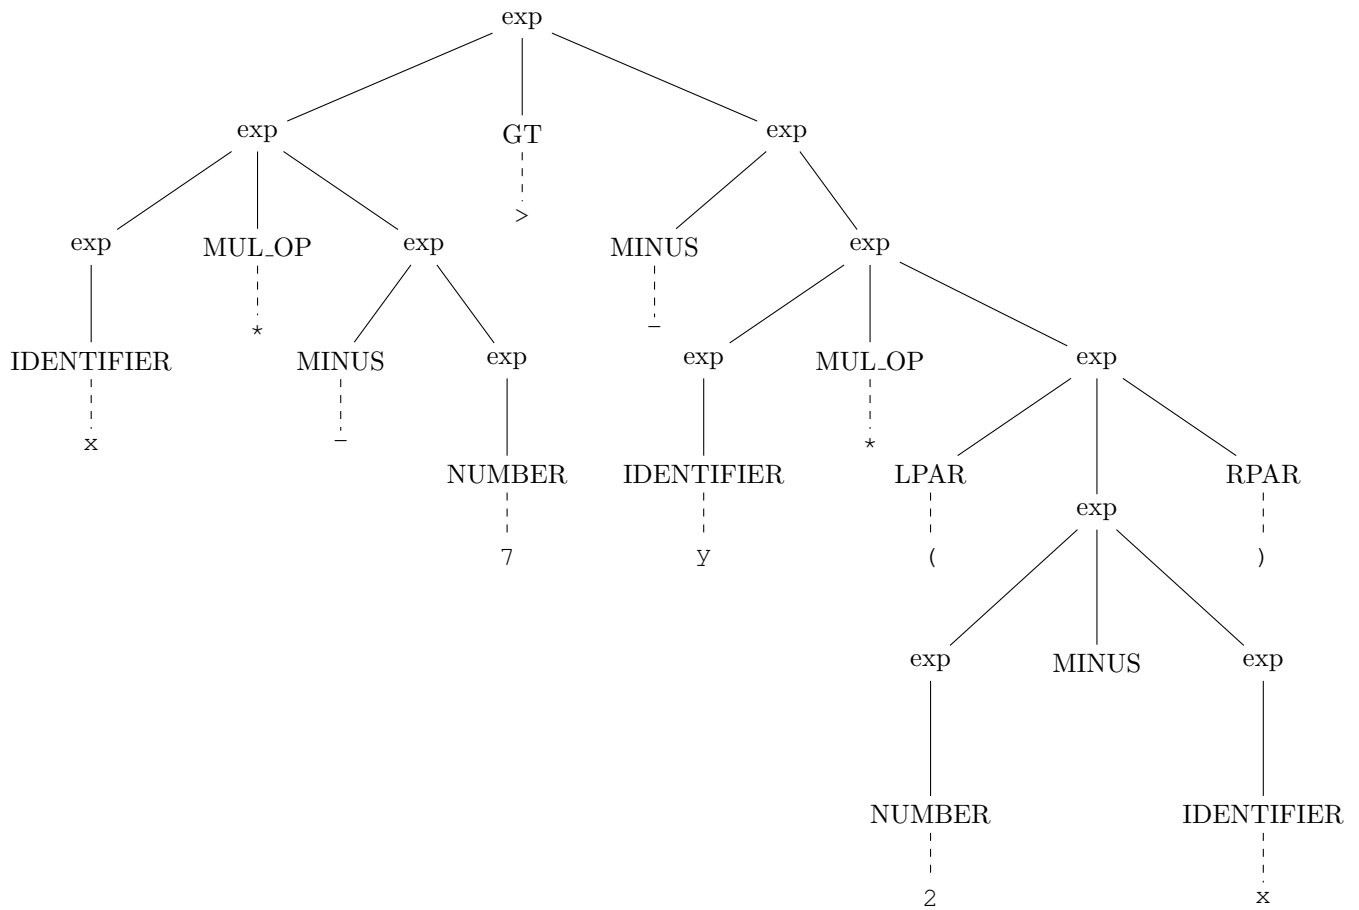 exp
exp GT exp
>
exp MUL_OP exp MINUS exp
* -
IDENTIFIER MINUS exp exp MUL_OP exp
x - *
NUMBER IDENTIFIER LPAR RPAR
exp
7 y ( )
exp MINUS exp
NUMBER IDENTIFIER
2 x